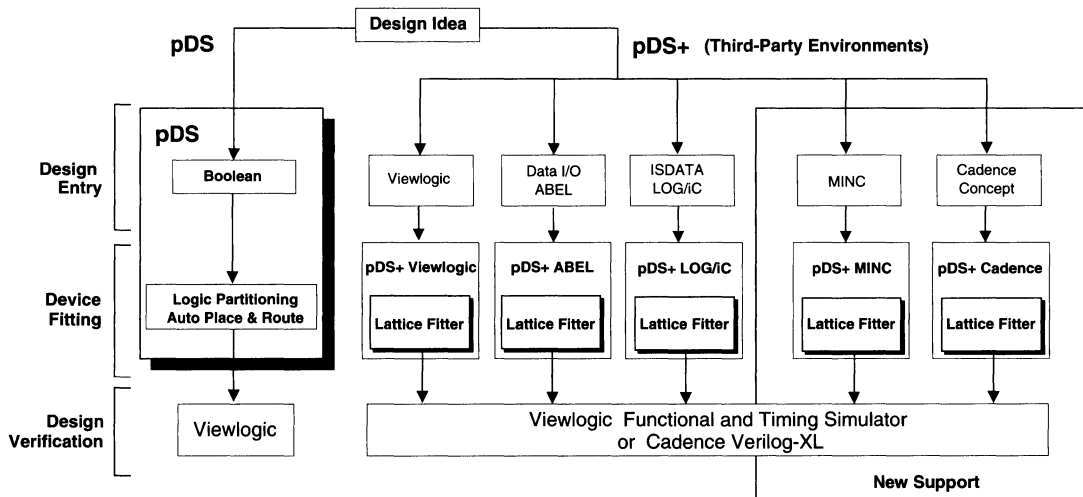 Design Idea
pDS
pDS+ (Third-Party Environments)
Design
Entry
pDS
Boolean
Viewlogic
Data I/O
ABEL
ISDATA
LOG/iC
MINC
Cadence
Concept
Device
Fitting
Logic Partitioning
Auto Place & Route
pDS+ Viewlogic
Lattice Fitter
pDS+ ABEL
Lattice Fitter
pDS+ LOG/iC
Lattice Fitter
pDS+ MINC
Lattice Fitter
pDS+ Cadence
Lattice Fitter
Design
Verification
Viewlogic
Viewlogic Functional and Timing Simulator
or Cadence Verilog-XL
New Support